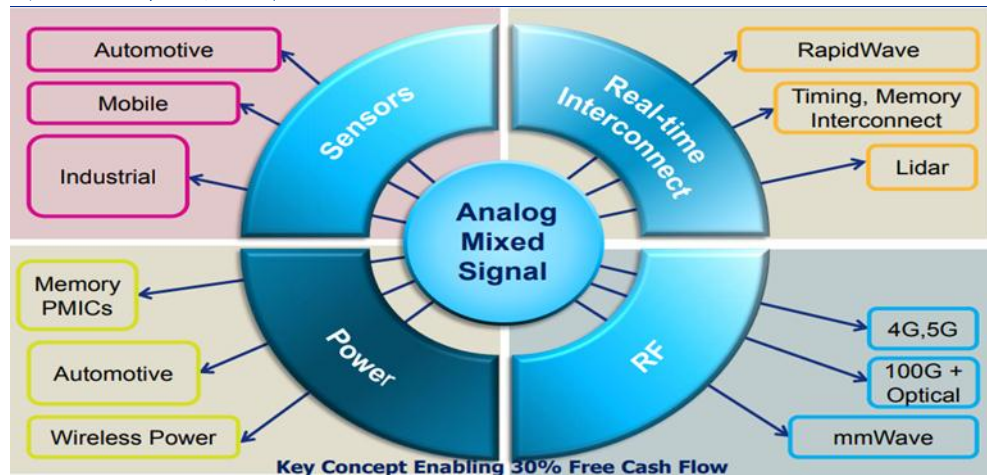 Automotive
Mobile
Industrial
Sensors
Real-time
Interconnect
RapidWave
Timing, Memory
Interconnect
Lidar
Analog
Mixed
Signal
Memory
PMICs
Automotive
Wireless Power
Power
RF
4G,5G
100G +
Optical
mmWave
Key Concept Enabling 30% Free Cash Flow